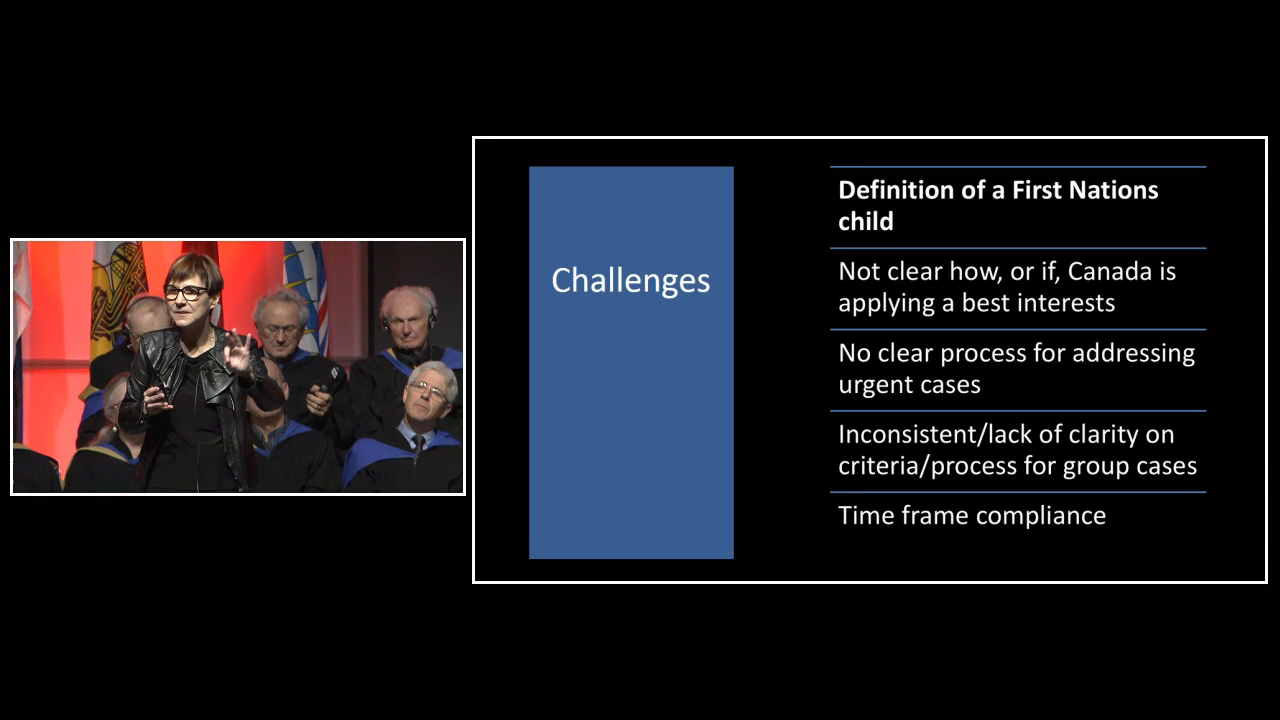 Challenges
Definition of a First Nations
child
Not clear how, or if, Canada is
applying a best interests
No clear process for addressing
urgent cases
Inconsistent/lack of clarity on
criteria/process for group cases
Time frame compliance